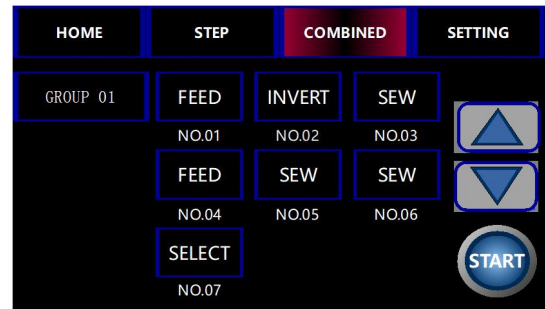 HOME STEP COMBINED SETTING
GROUP 01 FEED INVERT SEW
NO.01 NO.02 NO.03
FEED SEW SEW
NO.04 NO.05 NO.06
SELECT START
NO.07